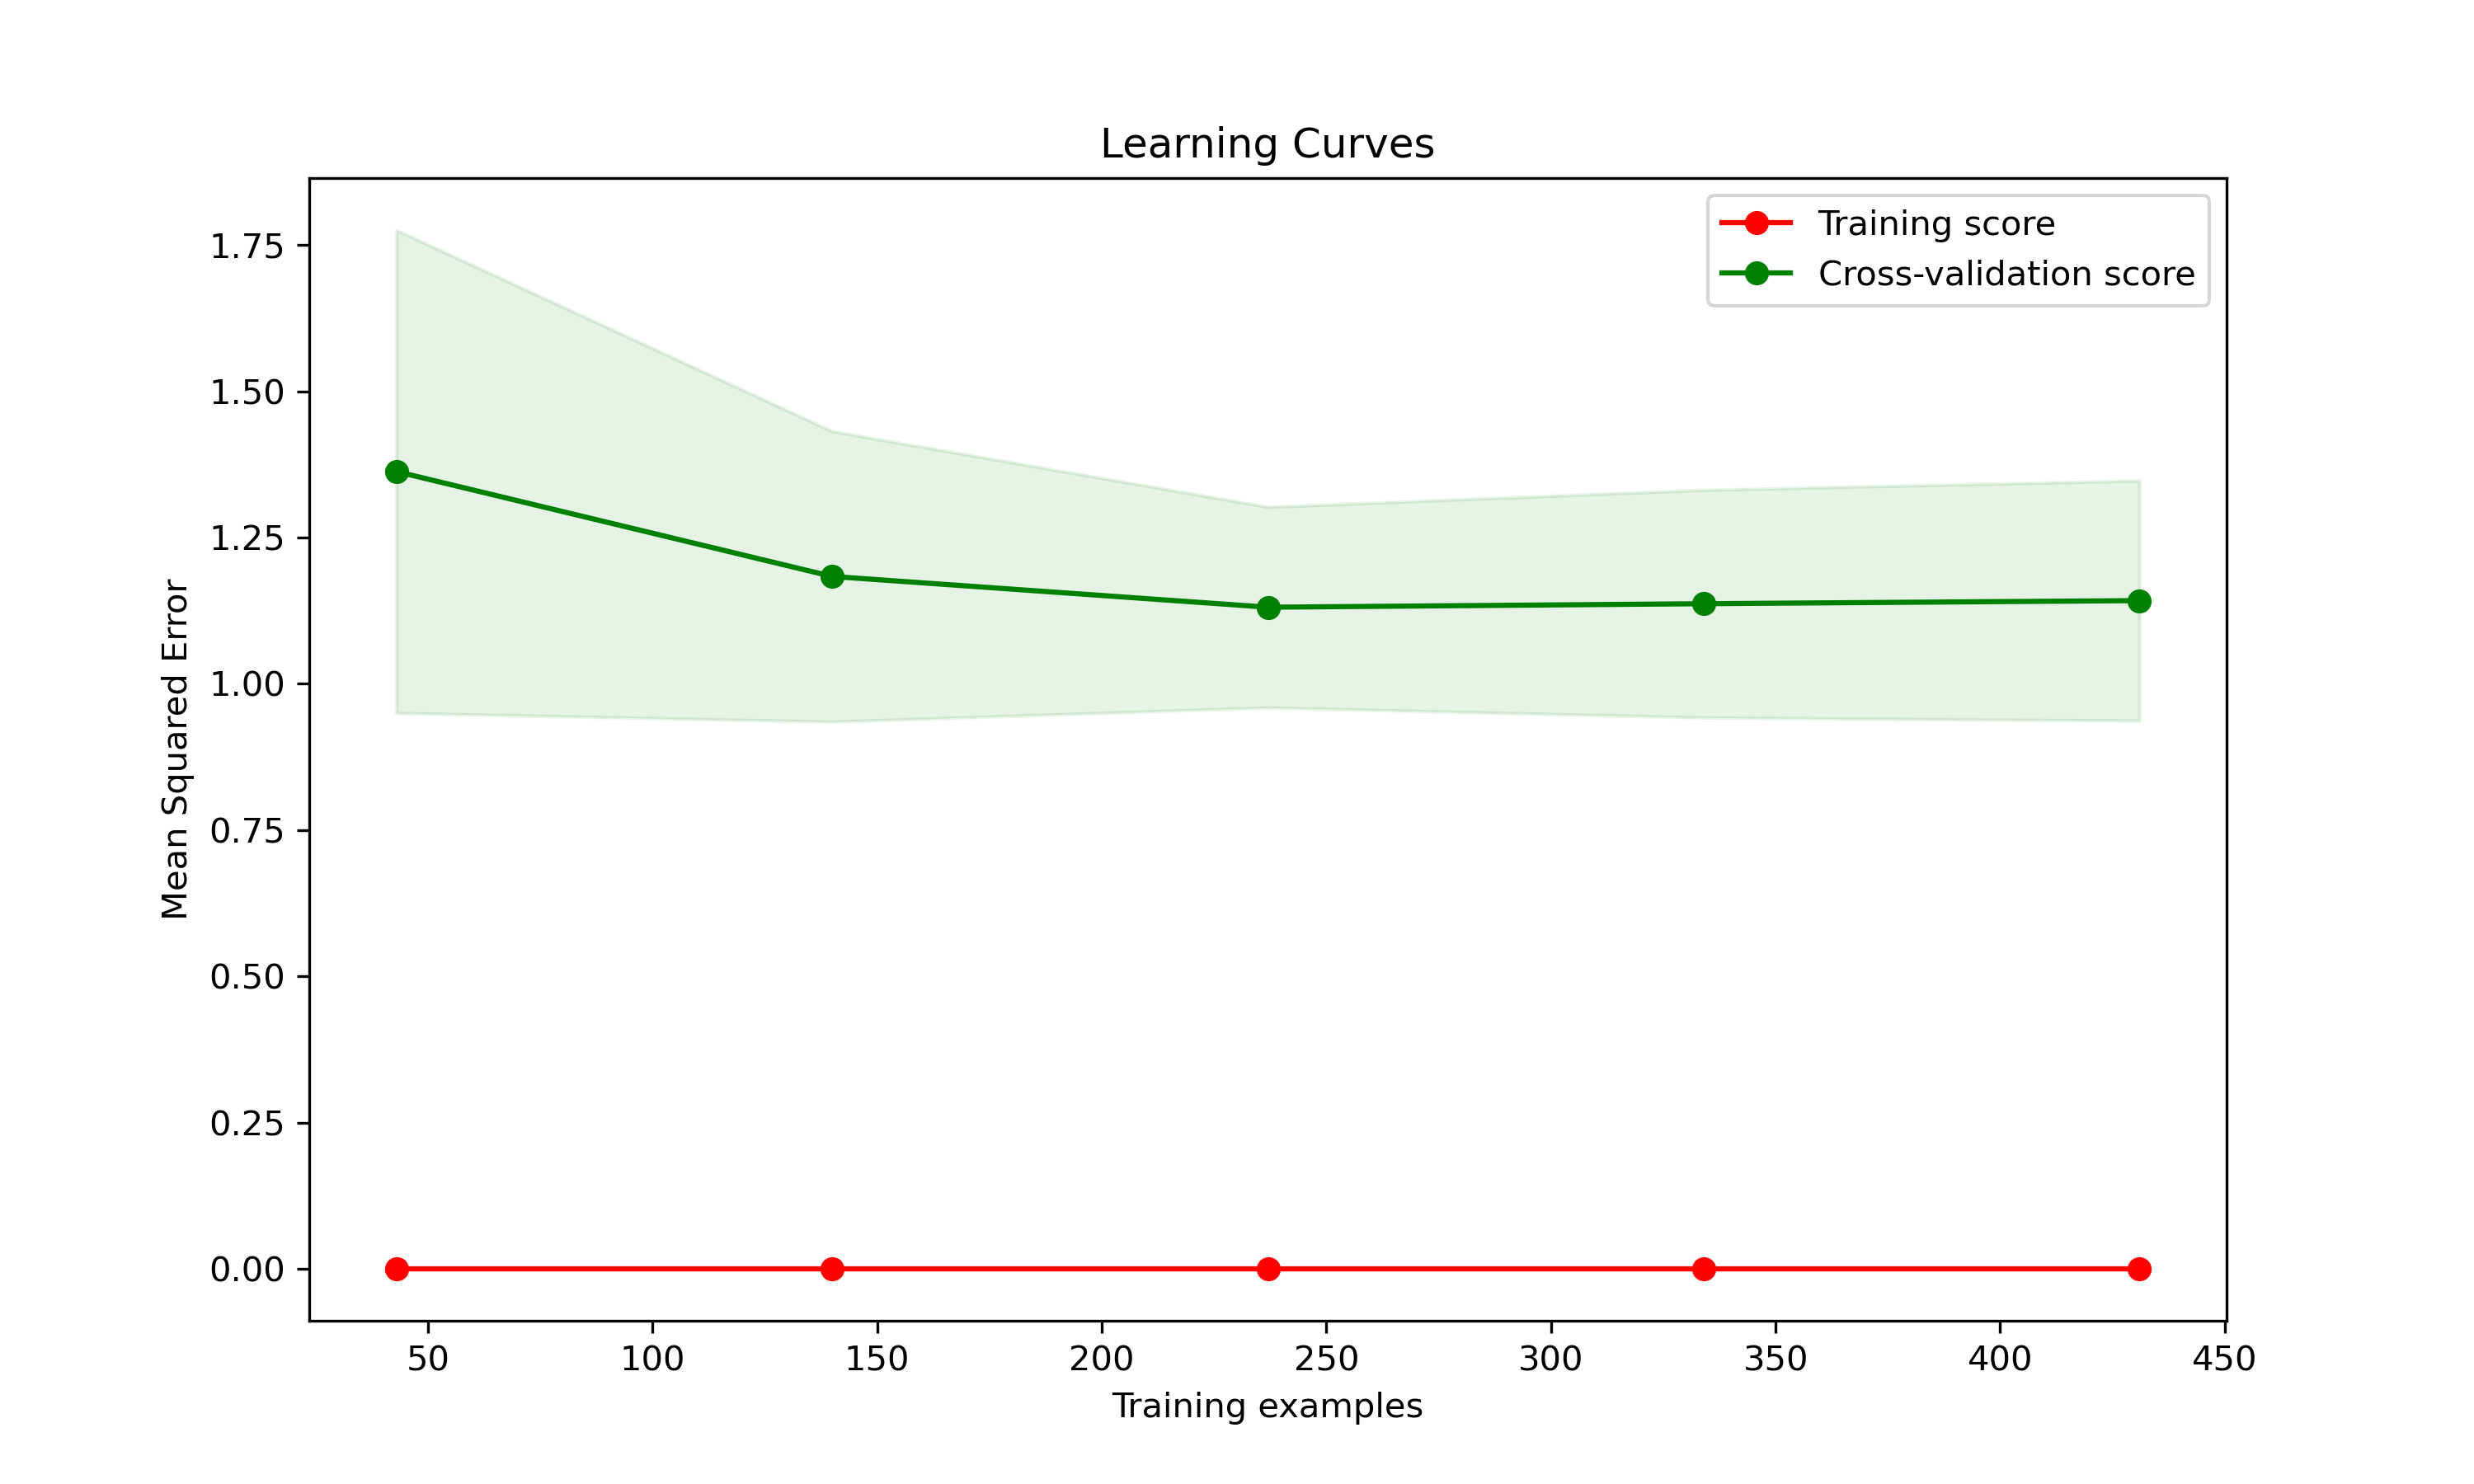 Learning Curves
Training score
Cross-validation score
Mean Squared Error
1.75
1.50
1.25
1.00
0.75
0.50
0.25
0.00
50 100 150 200 250 300 350 400 450
Training examples